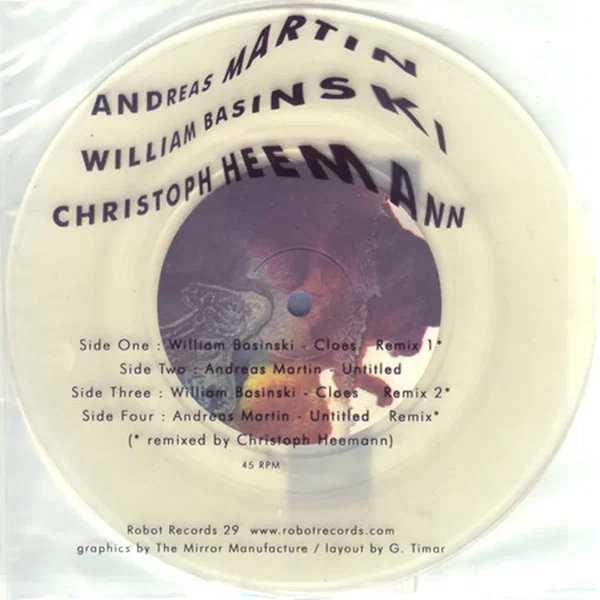 ANDREAS MARTIN
WILLIAM BASINSKI
CHRISTOPH HEEMANN
Side One : William Basinski - Cloes Remix 1*
Side Two : Andreas Martin - Untitled
Side Three : William Basinski - Cloes Remix 2*
Side Four : Andreas Martin - Untitled Remix*
(* remixed by Christoph Heemann)
45 RPM
Robot Records 29 www.robotrecords.com
graphics by The Mirror Manufacture / layout by G. Timar